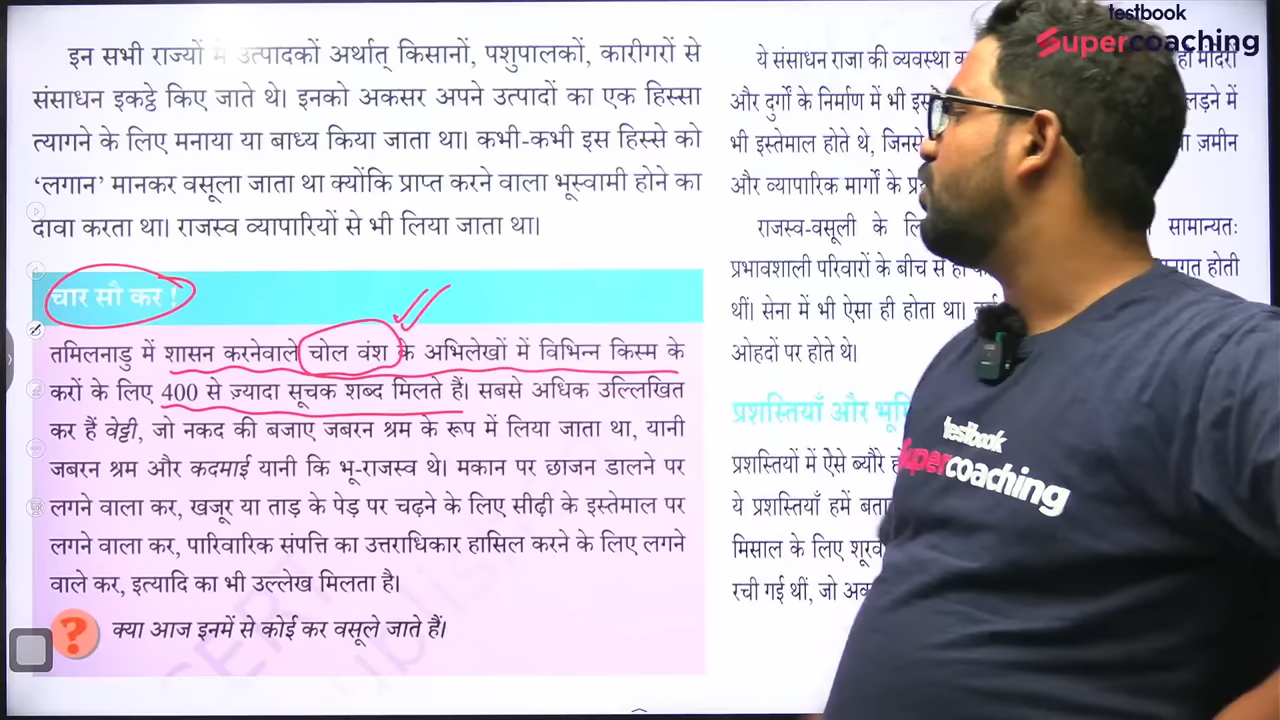 testbook
Supercoaching
इन सभी राज्यों में उत्पादकों अर्थात् किसानों, पशुपालकों, कारीगरों से
संसाधन इकट्ठे किए जाते थे। इनको अकसर अपने उत्पादों का एक हिस्सा
त्यागने के लिए मनाया या बाध्य किया जाता था। कभी-कभी इस हिस्से को
‘लगान’ मानकर वसूला जाता था क्योंकि प्राप्त करने वाला भूस्वामी होने का
दावा करता था। राजस्व व्यापारियों से भी लिया जाता था।
चार सौ कर !
तमिलनाडु में शासन करनेवाले चोल वंश के अभिलेखों में विभिन्न किस्म के
करों के लिए 400 से ज़्यादा सूचक शब्द मिलते हैं। सबसे अधिक उल्लिखित
कर हैं वेट्टी, जो नकद की बजाए जबरन श्रम के रूप में लिया जाता था, यानी
जबरन श्रम और कदमाई यानी कि भू-राजस्व थे। मकान पर छाजन डालने पर
लगने वाला कर, खजूर या ताड़ के पेड़ पर चढ़ने के लिए सीढ़ी के इस्तेमाल पर
लगने वाला कर, पारिवारिक संपत्ति का उत्तराधिकार हासिल करने के लिए लगने
वाले कर, इत्यादि का भी उल्लेख मिलता है।
? क्या आज इनमें से कोई कर वसूले जाते हैं।
ये संसाधन राजा की व्यवस्था
और दुर्गों के निर्माण में भी लड़ने में
भी इस्तेमाल होते थे, ज़मीन
और व्यापारिक मार्गों के
राजस्व-वसूली के सामान्यतः
प्रभावशाली परिवारों के बीच से होती
थीं। सेना में भी ऐसा ही होता था।
ओहदों पर होते थे।
प्रशस्तियाँ और
प्रशस्तियों में ऐसे ब्यौरे
ये प्रशस्तियाँ हमें
मिसाल के लिए
रची गई थीं, जो
testbook
Supercoaching